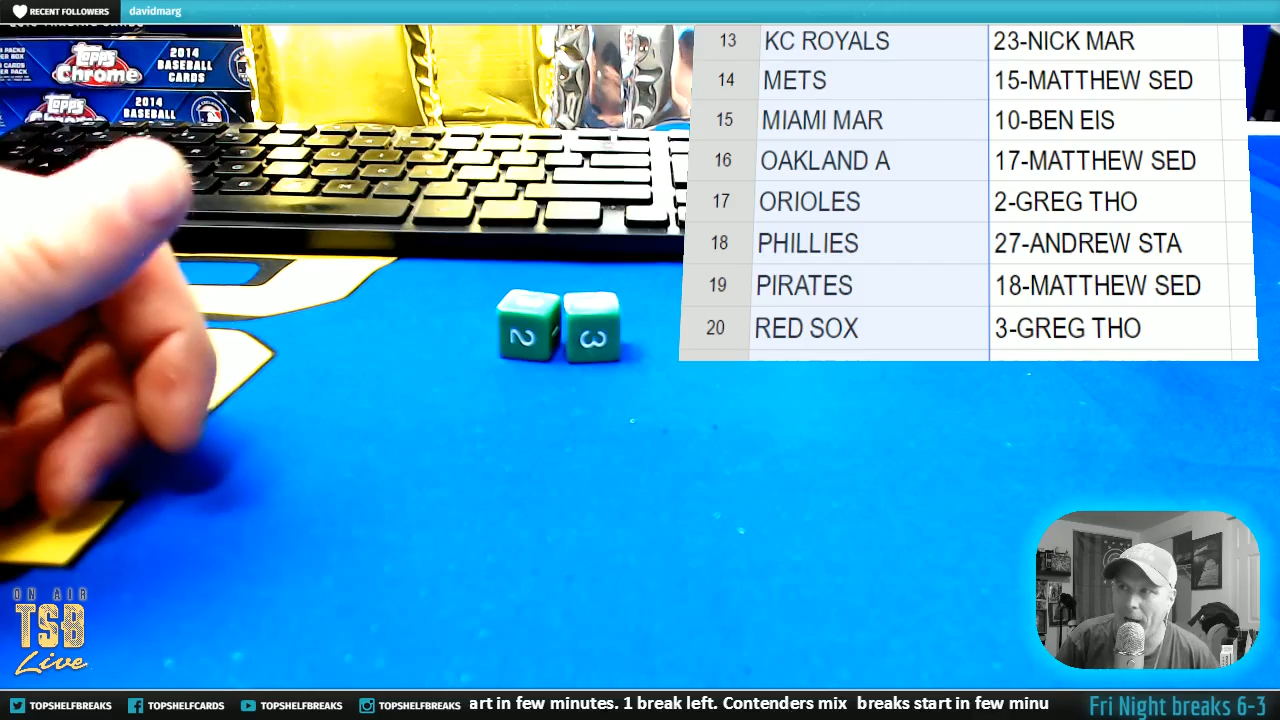 RECENT FOLLOWERS davidmarg
Topps Chrome 2014 BASEBALL CARDS
Topps 2014 BASEBALL
13 KC ROYALS 23-NICK MAR
14 METS 15-MATTHEW SED
15 MIAMI MAR 10-BEN EIS
16 OAKLAND A 17-MATTHEW SED
17 ORIOLES 2-GREG THO
18 PHILLIES 27-ANDREW STA
19 PIRATES 18-MATTHEW SED
20 RED SOX 3-GREG THO
2 3
ON AIR
TSB
Live
TOPSHELFBREAKS TOPSHELFCARDS TOPSHELFBREAKS TOPSHELFBREAKS art in few minutes. 1 break left. Contenders mix breaks start in few minu Fri Night breaks 6-3